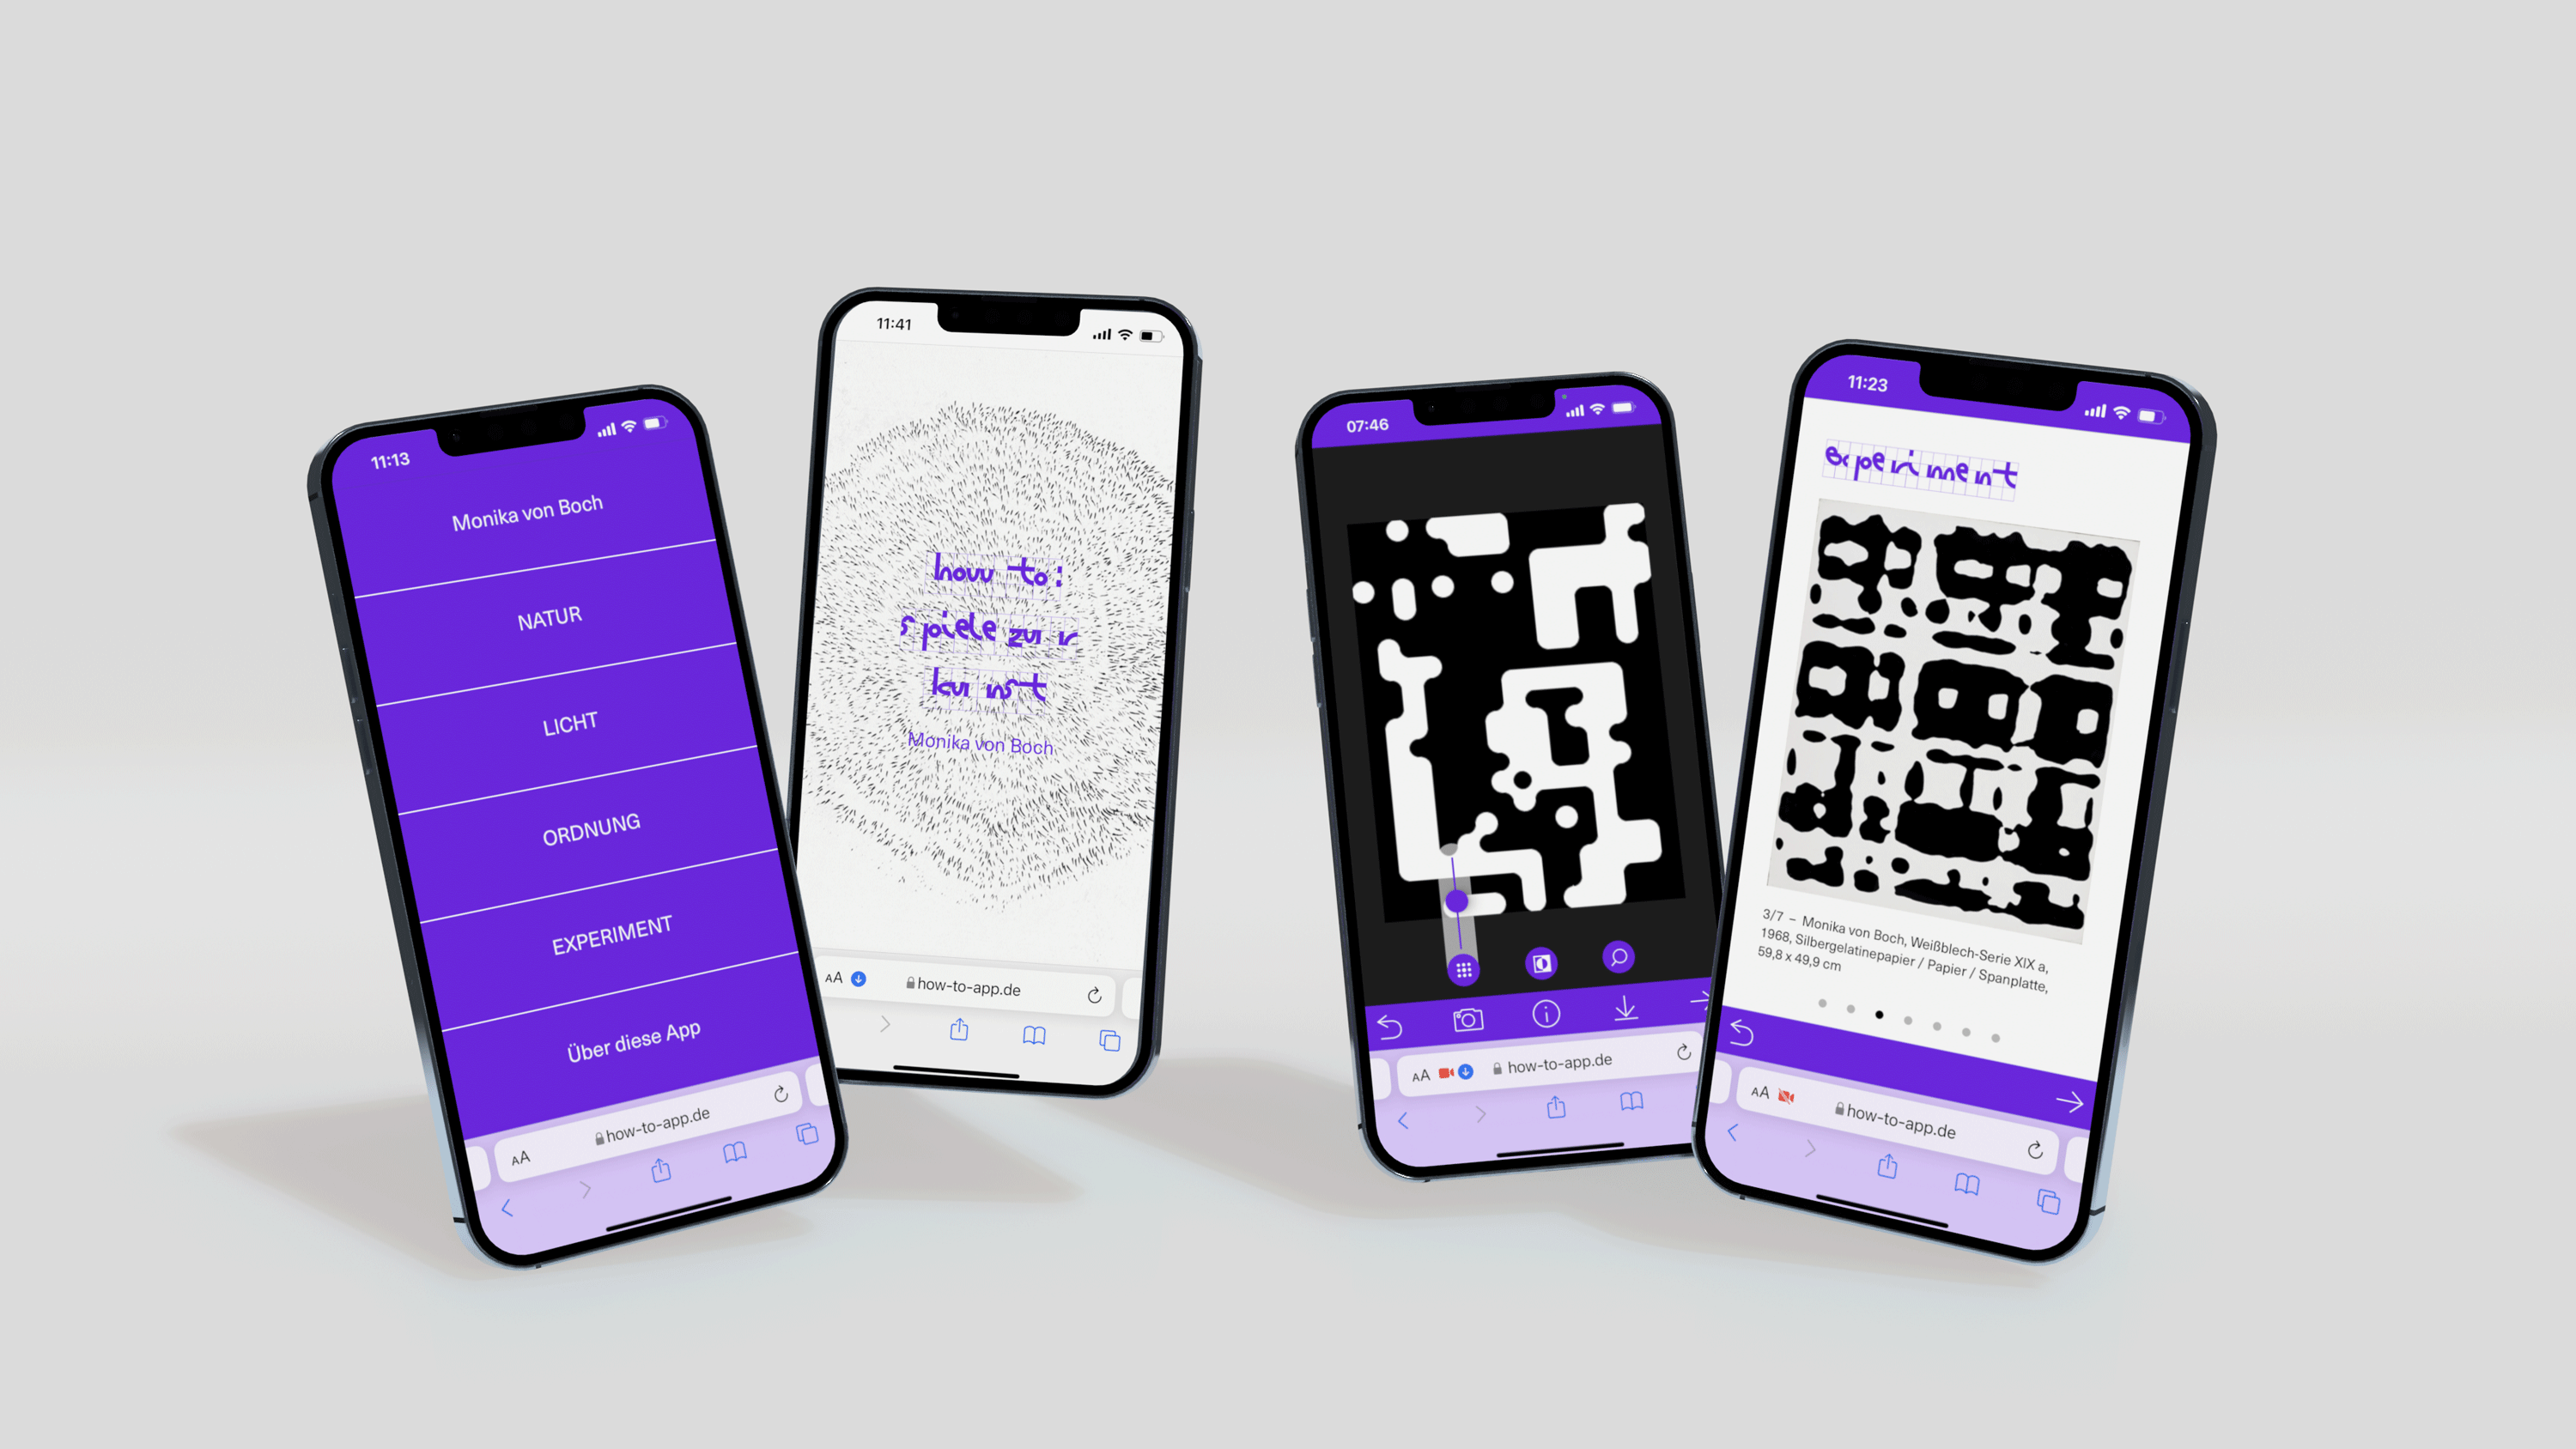 11:13
Monika von Boch
NATUR
LICHT
ORDNUNG
EXPERIMENT
Über diese App
AA how-to-app.de
11:41
how to:
spiele zur
kunst
Monika von Boch
AA how-to-app.de
07:46
AA how-to-app.de
11:23
experiment
3/7 – Monika von Boch, Weißblech-Serie XIX a,
1968, Silbergelatinepapier / Papier / Spanplatte,
59,8 x 49,9 cm
AA how-to-app.de